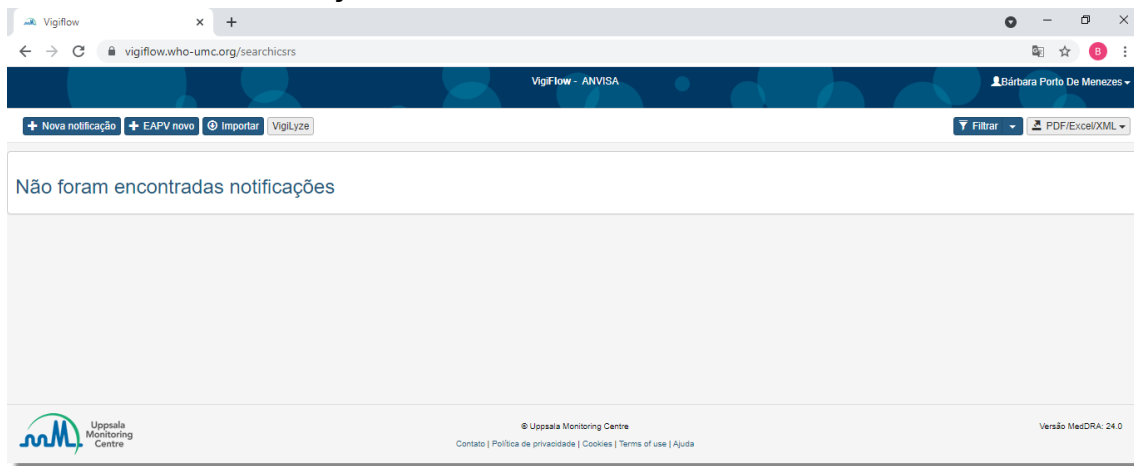 Vigiflow
vigiflow.who-umc.org/searchicsrs
B
VigiFlow - ANVISA
Bárbara Porto De Menezes
Nova notificação
EAPV novo
Importar
VigiLyze
Filtrar
PDF/Excel/XML
Não foram encontradas notificações
Uppsala
Monitoring
Centre
© Uppsala Monitoring Centre
Contato | Política de privacidade | Cookies | Terms of use | Ajuda
Versão MedDRA: 24.0